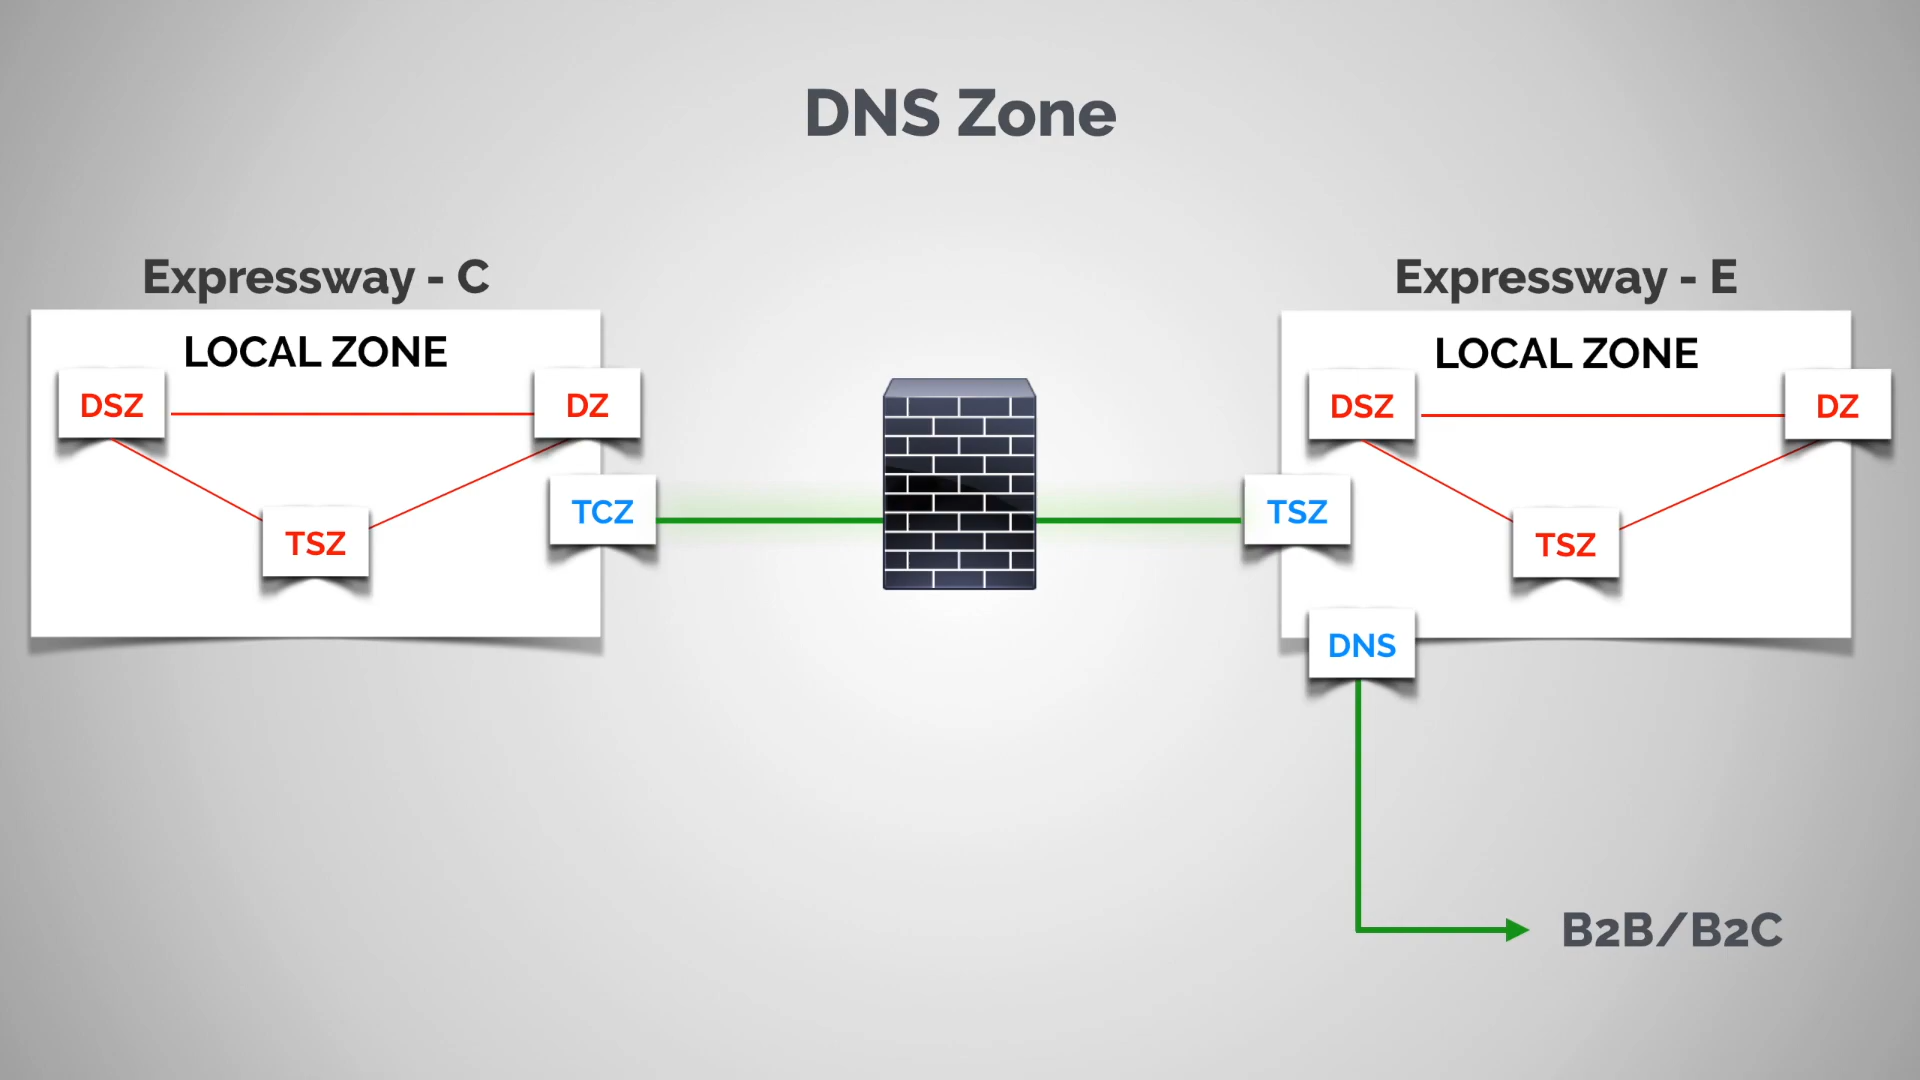 DNS Zone
Expressway - C
LOCAL ZONE
DSZ
DZ
TCZ
TSZ
Expressway - E
LOCAL ZONE
DSZ
DZ
TSZ
TSZ
DNS
B2B/B2C